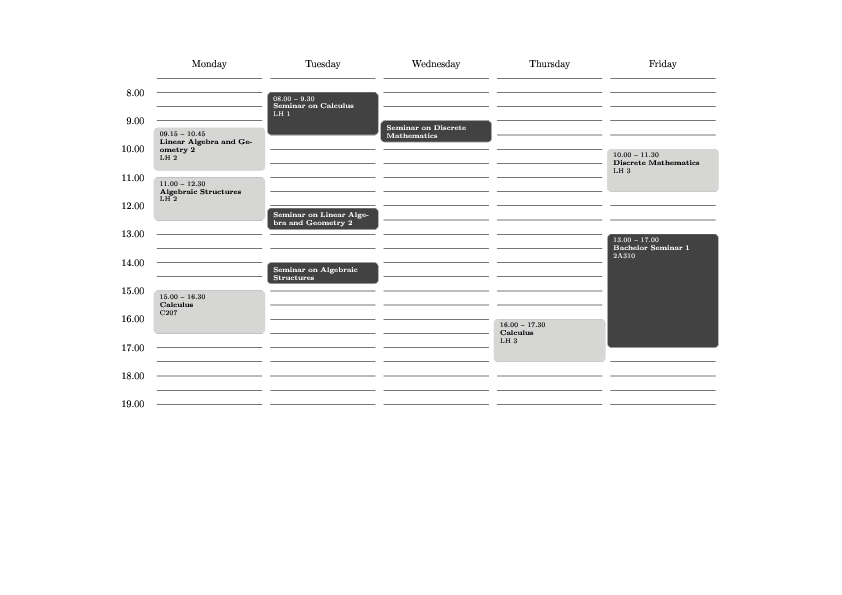 Monday Tuesday Wednesday Thursday Friday
8.00
9.00
10.00
11.00
12.00
13.00
14.00
15.00
16.00
17.00
18.00
19.00
09.15 – 10.45
Linear Algebra and Ge-
ometry 2
LH 2
11.00 – 12.30
Algebraic Structures
LH 2
15.00 – 16.30
Calculus
C207
08.00 – 9.30
Seminar on Calculus
LH 1
Seminar on Linear Alge-
bra and Geometry 2
Seminar on Algebraic
Structures
Seminar on Discrete
Mathematics
16.00 – 17.30
Calculus
LH 3
10.00 – 11.30
Discrete Mathematics
LH 3
13.00 – 17.00
Bachelor Seminar 1
2A310